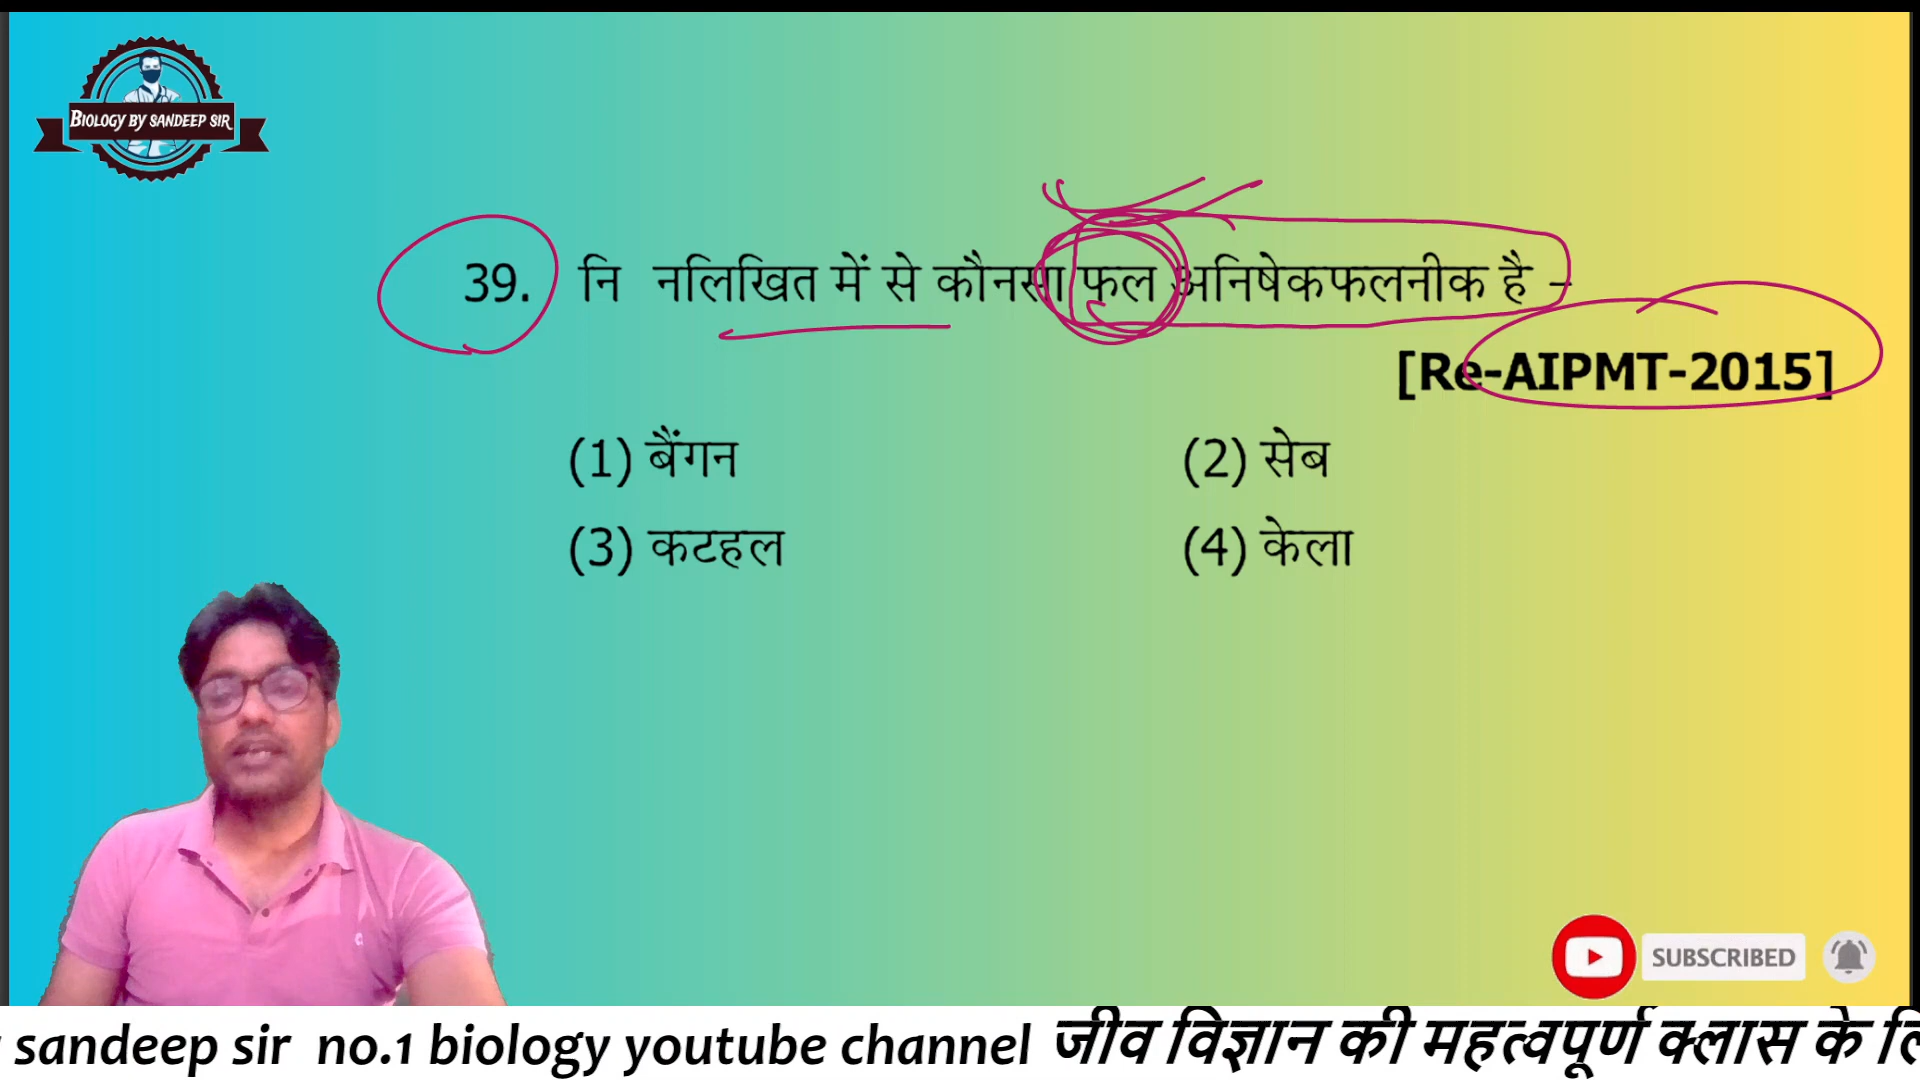 BIOLOGY BY SANDEEP SIR
39. नि नलिखित में से कौनसा फल अनिषेकफलनीक है –
[Re-AIPMT-2015]
(1) बैंगन (2) सेब
(3) कटहल (4) केला
SUBSCRIBED
sandeep sir no.1 biology youtube channel जीव विज्ञान की महत्वपूर्ण क्लास के